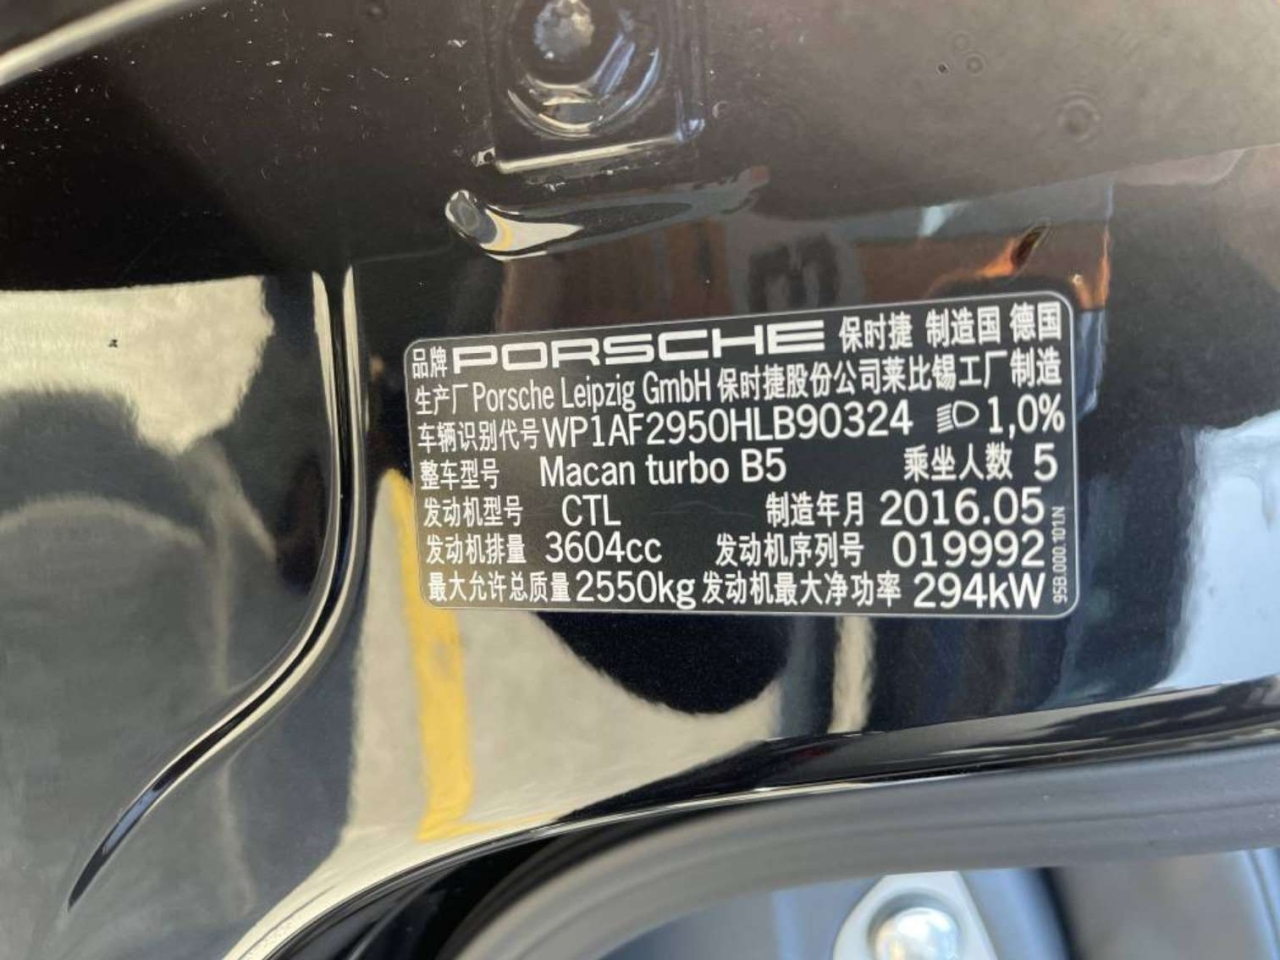 品牌 PORSCHE 保时捷 制造国 德国
生产厂 Porsche Leipzig GmbH 保时捷股份公司莱比锡工厂制造
车辆识别代号 WP1AF2950HLB90324 1,0%
整车型号 Macan turbo B5 乘坐人数 5
发动机型号 CTL 制造年月 2016.05
发动机排量 3604cc 发动机序列号 019992
最大允许总质量 2550kg 发动机最大净功率 294kW
95B.000.101.N